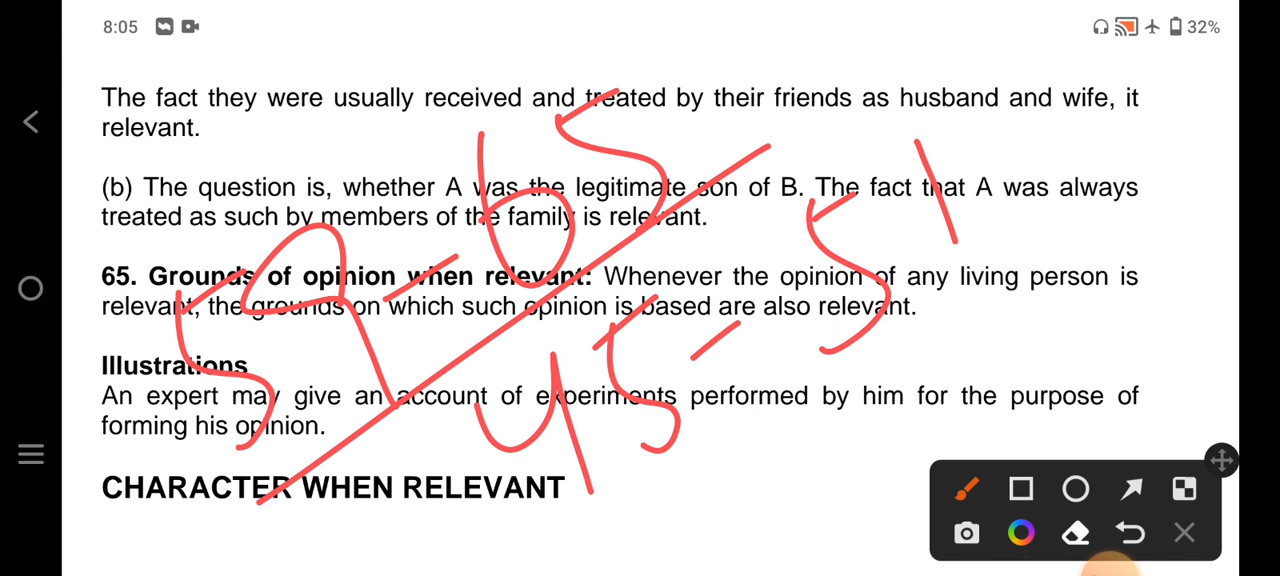 8:05 32%
The fact they were usually received and treated by their friends as husband and wife, it
relevant.
(b) The question is, whether A was the legitimate son of B. The fact that A was always
treated as such by members of the family is relevant.
65. Grounds of opinion when relevant: Whenever the opinion of any living person is
relevant, the grounds on which such opinion is based are also relevant.
Illustrations
An expert may give an account of experiments performed by him for the purpose of
forming his opinion.
CHARACTER WHEN RELEVANT
59-65
45-51